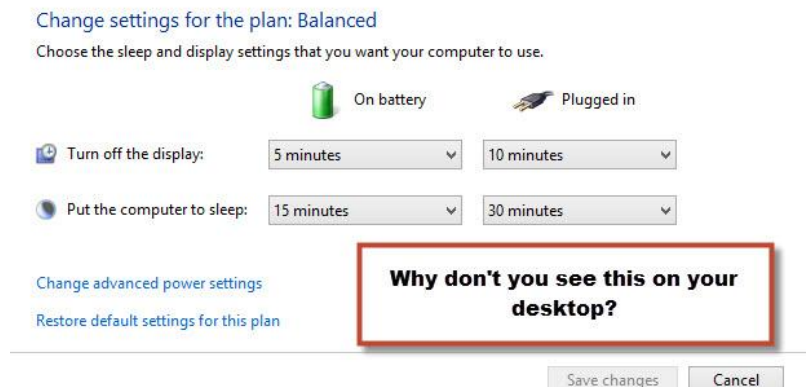 Change settings for the plan: Balanced
Choose the sleep and display settings that you want your computer to use.
On battery Plugged in
Turn off the display: 5 minutes 10 minutes
Put the computer to sleep: 15 minutes 30 minutes
Change advanced power settings
Restore default settings for this plan
Why don't you see this on your
desktop?
Save changes Cancel